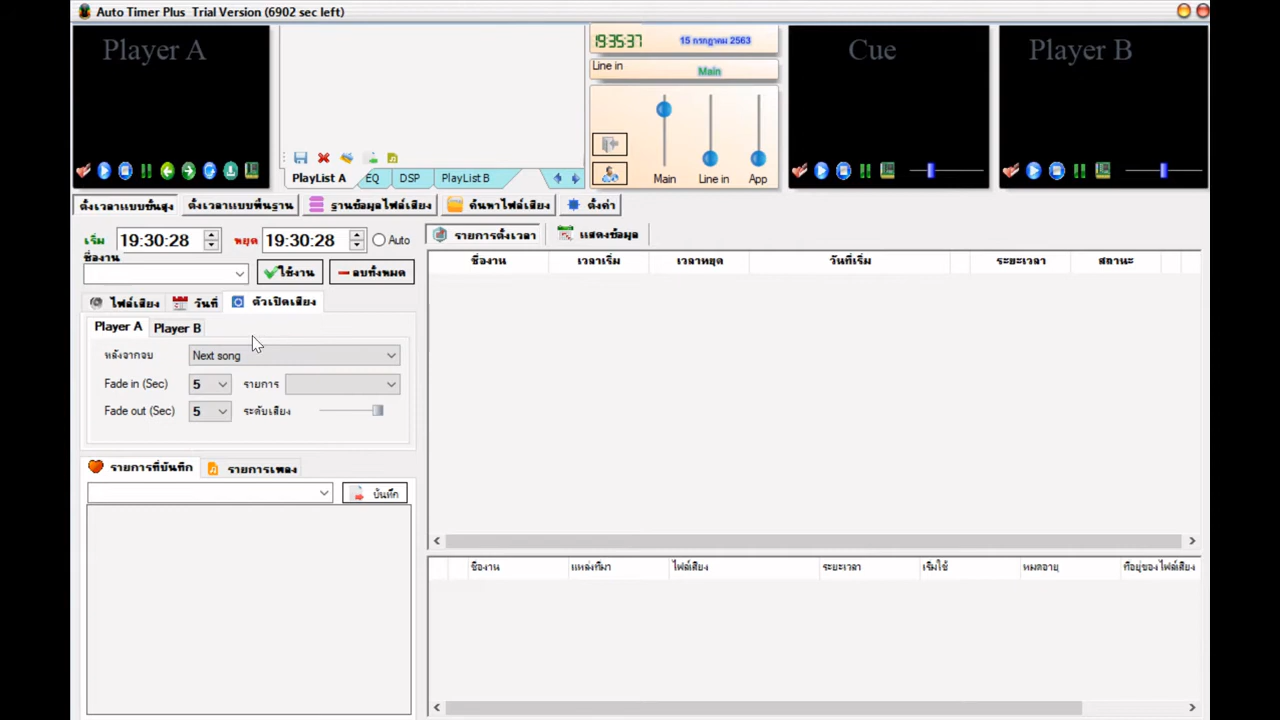 Auto Timer Plus Trial Version (6902 sec left)
Player A
19:35:37
15 กรกฎาคม 2563
Line in
Main
Main
Line in
App
Cue
Player B
PlayList A
EQ
DSP
PlayList B
ตั้งเวลาแบบขั้นสูง
ตั้งเวลาแบบพื้นฐาน
ฐานข้อมูลไฟล์เสียง
ค้นหาไฟล์เสียง
ตั้งค่า
เริ่ม
19:30:28
หยุด
19:30:28
Auto
ชื่องาน
ใช้งาน
ลบทั้งหมด
ไฟล์เสียง
วันที่
ตัวเปิดเสียง
Player A
Player B
หลังจากจบ
Next song
Fade in (Sec)
5
รายการ
Fade out (Sec)
5
ระดับเสียง
รายการที่บันทึก
รายการเพลง
บันทึก
รายการตั้งเวลา
แสดงข้อมูล
ชื่องาน
เวลาเริ่ม
เวลาหยุด
วันที่เริ่ม
ระยะเวลา
สถานะ
ชื่องาน
แหล่งที่มา
ไฟล์เสียง
ระยะเวลา
เริ่มใช้
หมดอายุ
ที่อยู่ของไฟล์เสียง